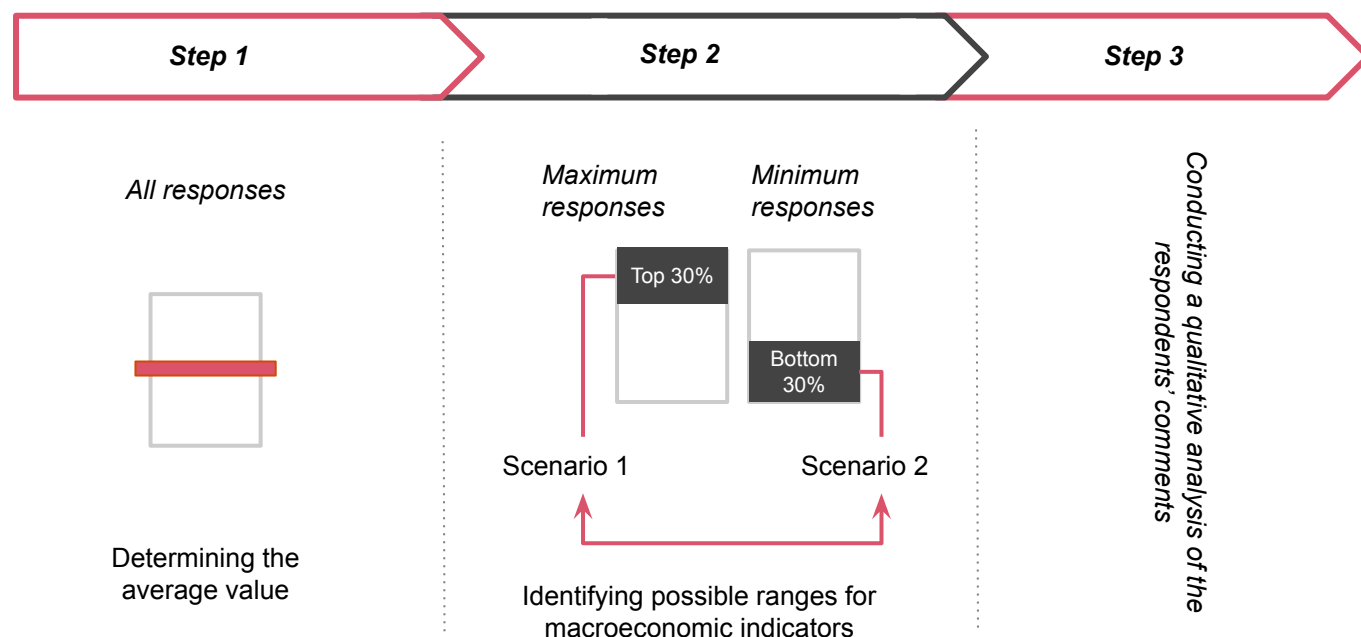 Step 1
Step 2
Step 3
All responses
Determining the
average value
Maximum
responses
Minimum
responses
Top 30%
Bottom
30%
Scenario 1
Scenario 2
Identifying possible ranges for
macroeconomic indicators
Conducting a qualitative analysis of the
respondents’ comments